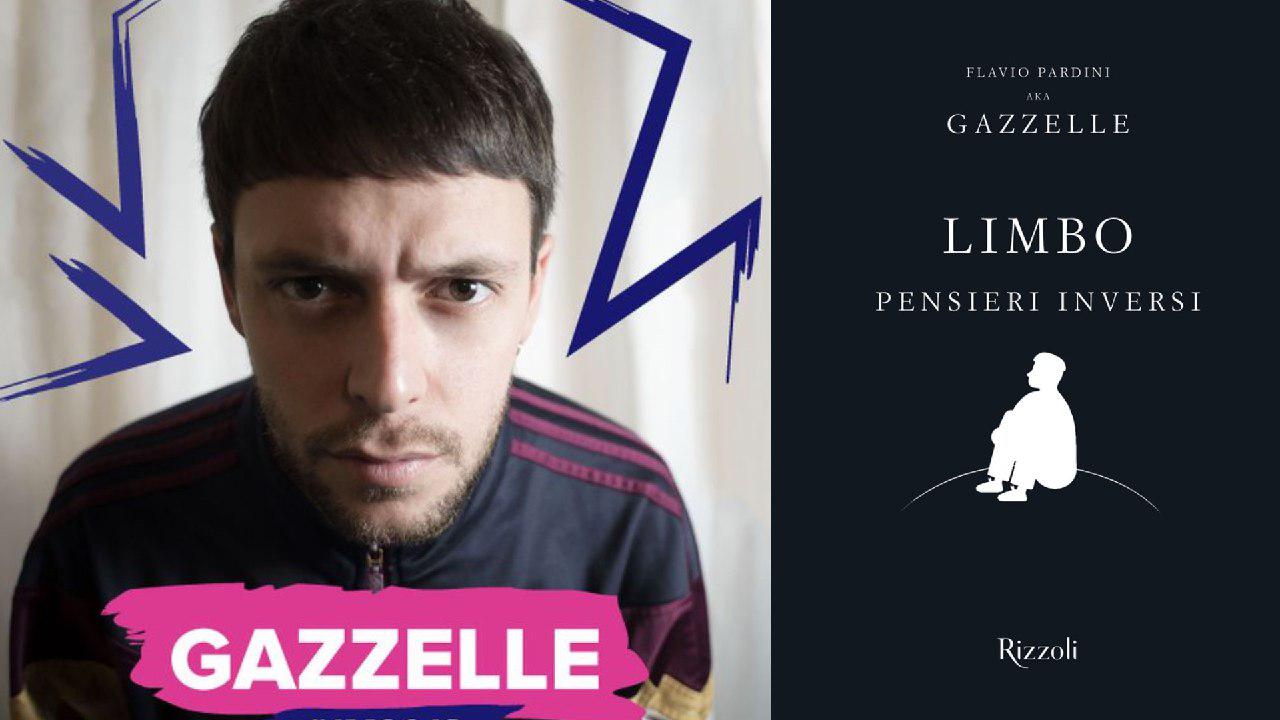 GAZZELLE
FLAVIO PARDINI
AKA
GAZZELLE
LIMBO
PENSIERI INVERSI
Rizzoli